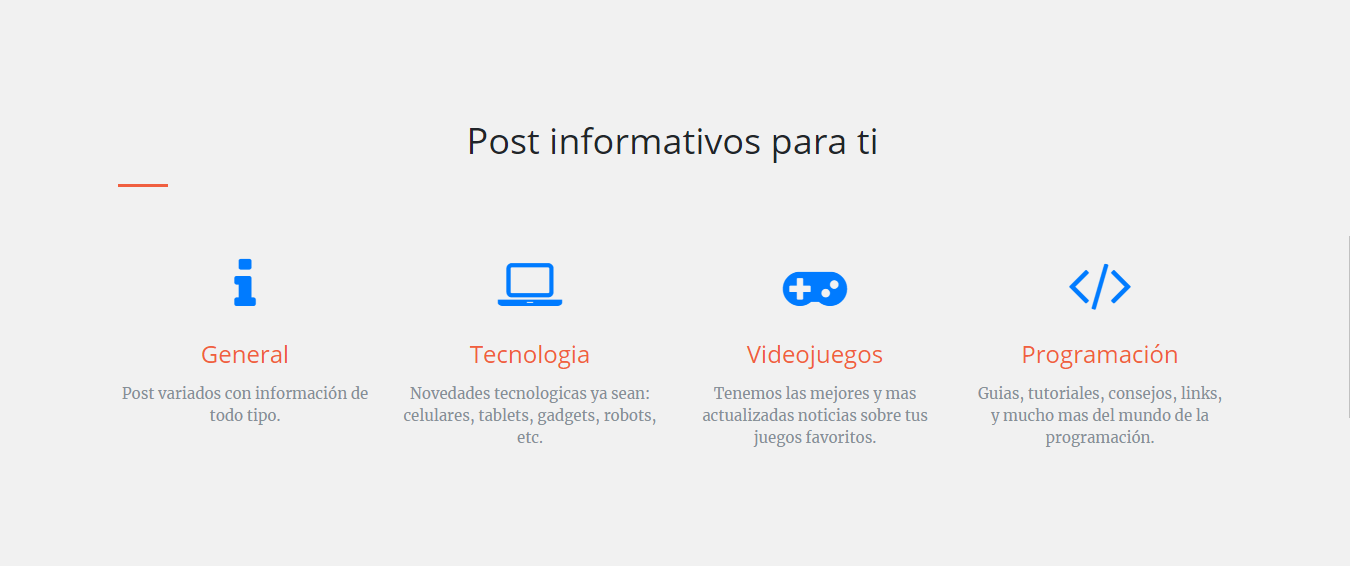 Post informativos para ti
General
Post variados con información de
todo tipo.
Tecnologia
Novedades tecnologicas ya sean:
celulares, tablets, gadgets, robots,
etc.
Videojuegos
Tenemos las mejores y mas
actualizadas noticias sobre tus
juegos favoritos.
Programación
Guias, tutoriales, consejos, links,
y mucho mas del mundo de la
programación.